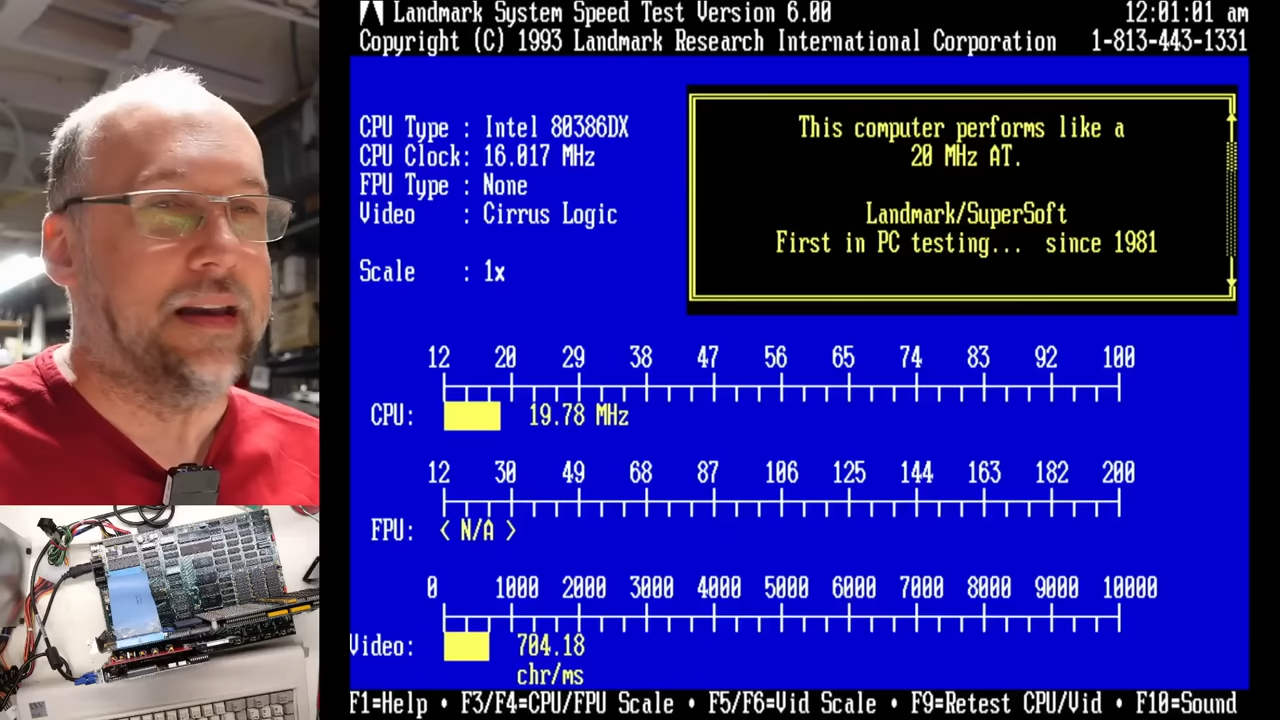 Landmark System Speed Test Version 6.00 12:01:01 am
Copyright (C) 1993 Landmark Research International Corporation 1-813-443-1331
CPU Type : Intel 80386DX
CPU Clock: 16.017 MHz
FPU Type : None
Video : Cirrus Logic
Scale : 1x
This computer performs like a
20 MHz AT.
Landmark/SuperSoft
First in PC testing... since 1981
12 20 29 38 47 56 65 74 83 92 100
CPU: 19.78 MHz
12 30 49 68 87 106 125 144 163 182 200
FPU: < N/A >
0 1000 2000 3000 4000 5000 6000 7000 8000 9000 10000
Video: 704.18
chr/ms
F1=Help • F3/F4=CPU/FPU Scale • F5/F6=Vid Scale • F9=Retest CPU/Vid • F10=Sound